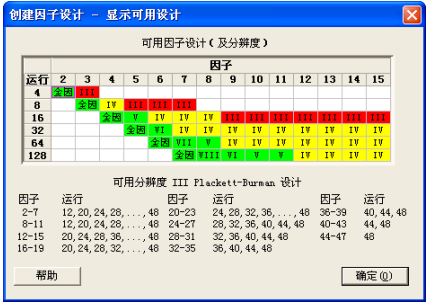 创建因子设计 - 显示可用设计
可用因子设计(及分辨度)
因子
运行 2 3 4 5 6 7 8 9 10 11 12 13 14 15
4 全因 III
8 全因 IV III III III
16 全因 V IV IV IV III III III III III III III
32 全因 VI IV IV IV IV IV IV IV IV IV IV
64 全因 VII V IV IV IV IV IV IV IV IV
128 全因 VIII VI V V IV IV IV IV
可用分辨度 III Plackett-Burman 设计
因子 运行 因子 运行
2-7 12,20,24,28,...,48 20-23 24,28,32,36,...,48 36-39 40,44,48
8-11 12,20,24,28,...,48 24-27 28,32,36,40,44,48 40-43 44,48
12-15 20,24,28,36,...,48 28-31 32,36,40,44,48 44-47 48
16-19 20,24,28,32,...,48 32-35 36,40,44,48
帮助 确定(O)